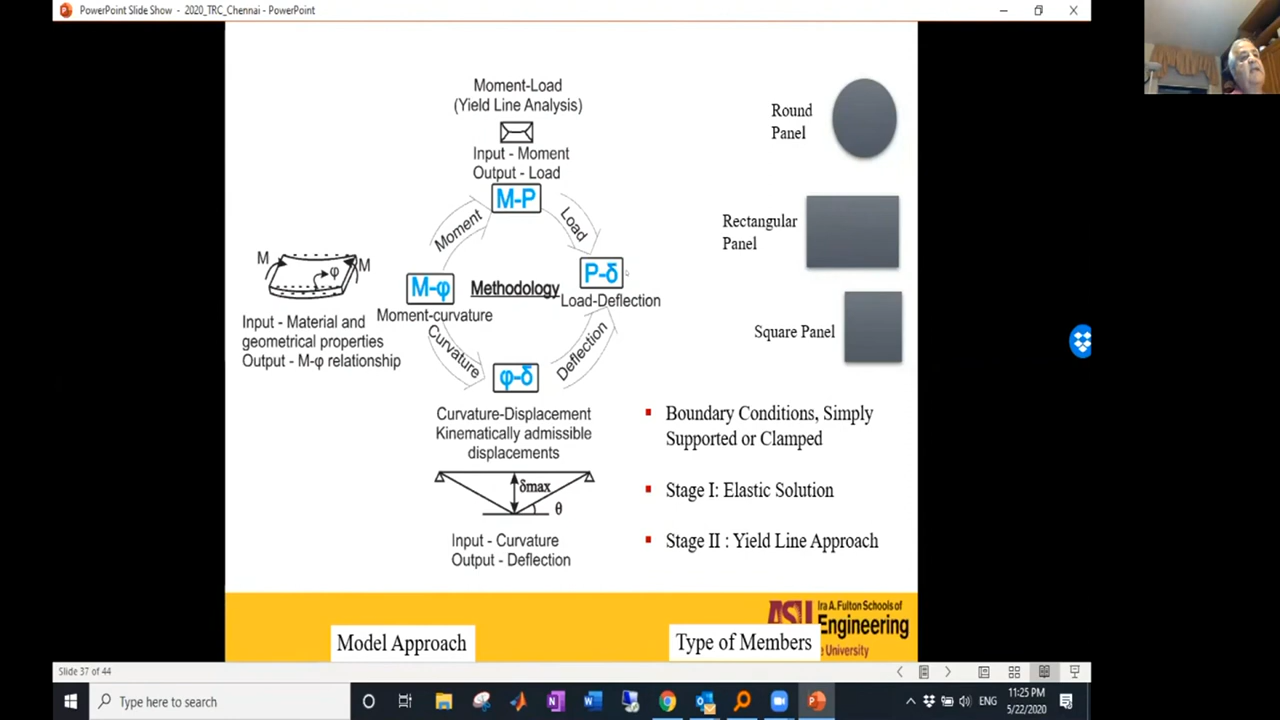 PowerPoint Slide Show - 2020_TRC_Chennai - PowerPoint
Moment-Load
(Yield Line Analysis)
Input - Moment
Output - Load
M-P
Moment
Load
M
φ
M
M-φ
Methodology
P-δ
Moment-curvature
Load-Deflection
Input - Material and
geometrical properties
Output - M-φ relationship
Curvature
Deflection
φ-δ
Curvature-Displacement
Kinematically admissible
displacements
δmax
θ
Input - Curvature
Output - Deflection
Round
Panel
Rectangular
Panel
Square Panel
Boundary Conditions, Simply
Supported or Clamped
Stage I: Elastic Solution
Stage II : Yield Line Approach
Model Approach
Type of Members
ASU
Ira A. Fulton Schools of
Engineering
University
Slide 37 of 44
Type here to search
ENG
11:25 PM
5/22/2020